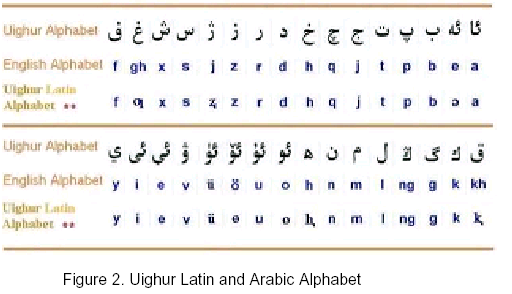 Uighur Alphabet ئا ئە ب پ ت ج چ خ د ر ز ژ س ش غ ف
English Alphabet f gh x s j z r d h q j t p b e a
Uighur Latin
Alphabet ** f ƣ x s ⱬ z r d h q j t p b ə a
Uighur Alphabet ق ك گ ڭ ل م ن ھ ئو ئۇ ئۆ ئۈ ۋ ئې ئى ي
English Alphabet y i e v ü ö u o h n m l ng g k kh
Uighur Latin
Alphabet ** y i e v ü ɵ u o ⱨ n m l ng g k ⱪ
Figure 2. Uighur Latin and Arabic Alphabet